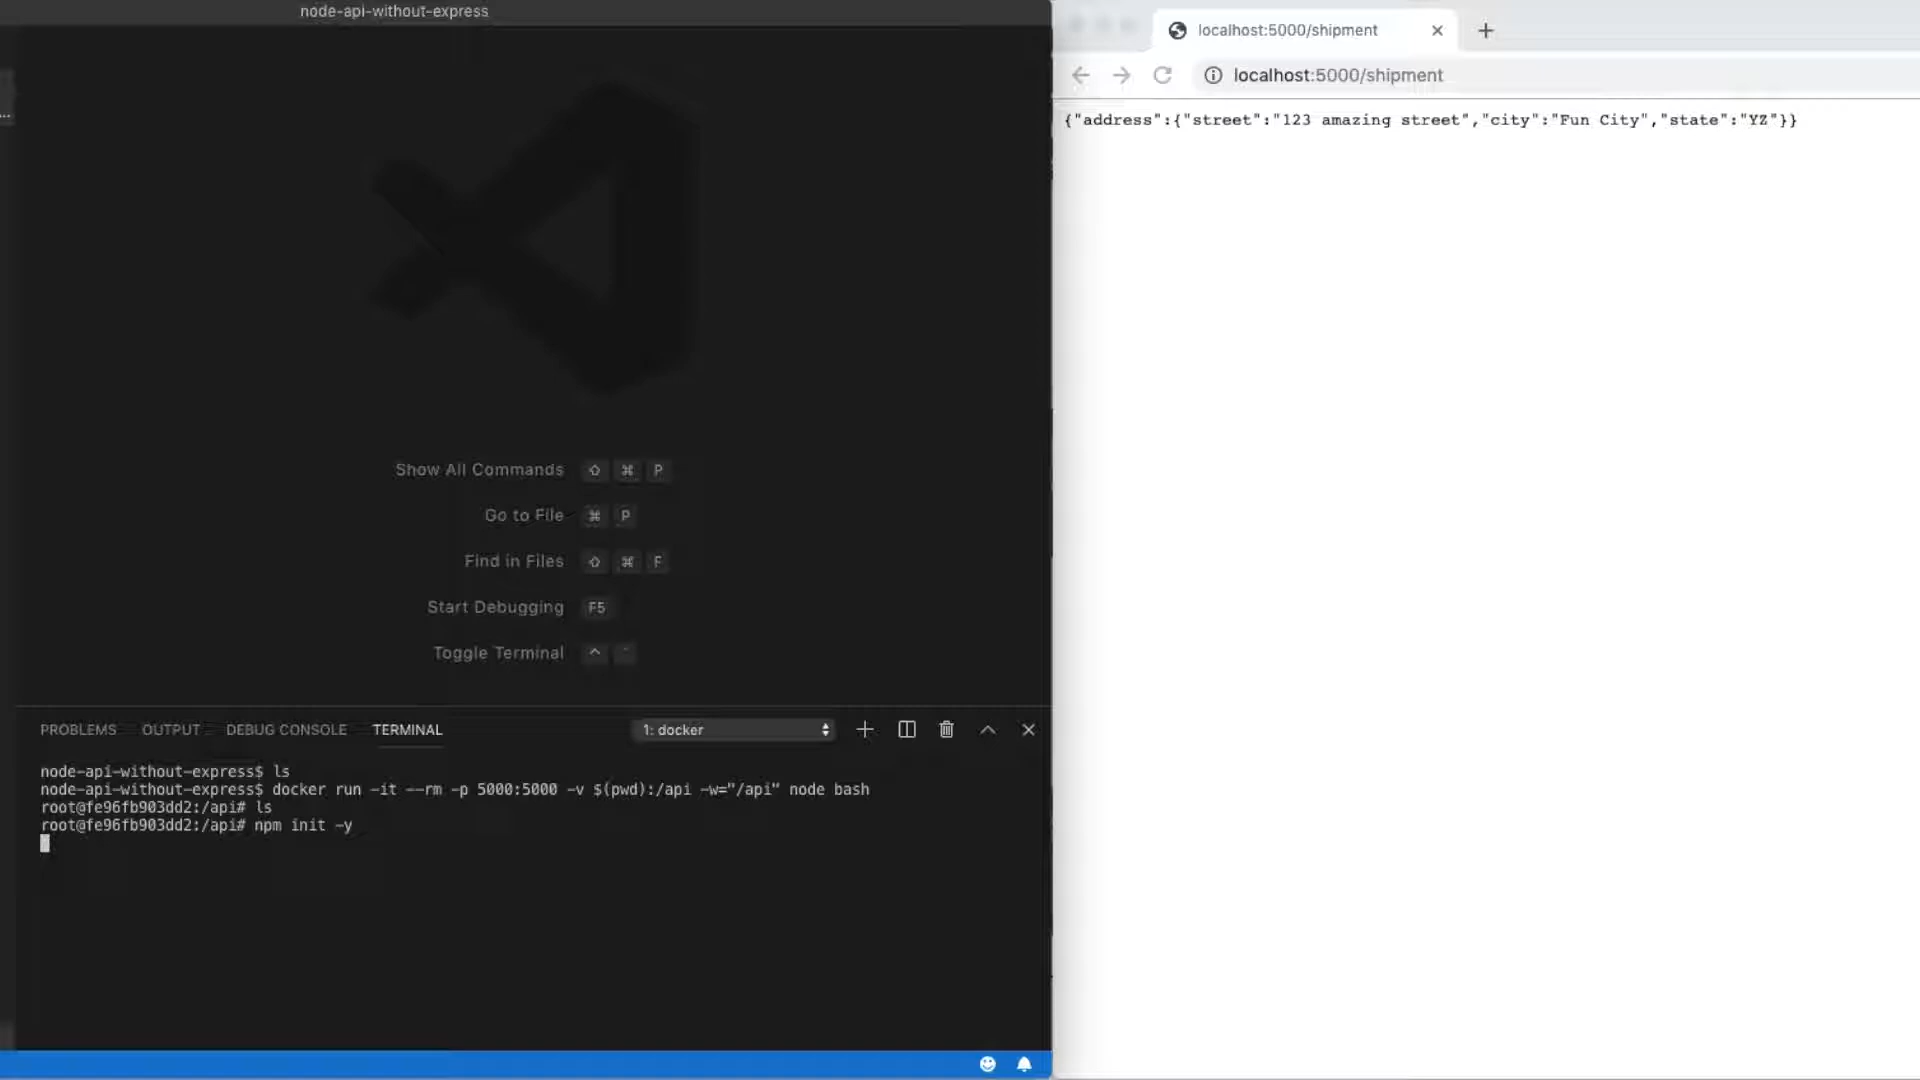 node-api-without-express
...
Show All Commands ⇧ ⌘ P
Go to File ⌘ P
Find in Files ⇧ ⌘ F
Start Debugging F5
Toggle Terminal ^ `
PROBLEMS OUTPUT DEBUG CONSOLE TERMINAL 1: docker
node-api-without-express$ ls
node-api-without-express$ docker run -it --rm -p 5000:5000 -v $(pwd):/api -w="/api" node bash
root@fe96fb903dd2:/api# ls
root@fe96fb903dd2:/api# npm init -y
localhost:5000/shipment
localhost:5000/shipment
{"address":{"street":"123 amazing street","city":"Fun City","state":"YZ"}}